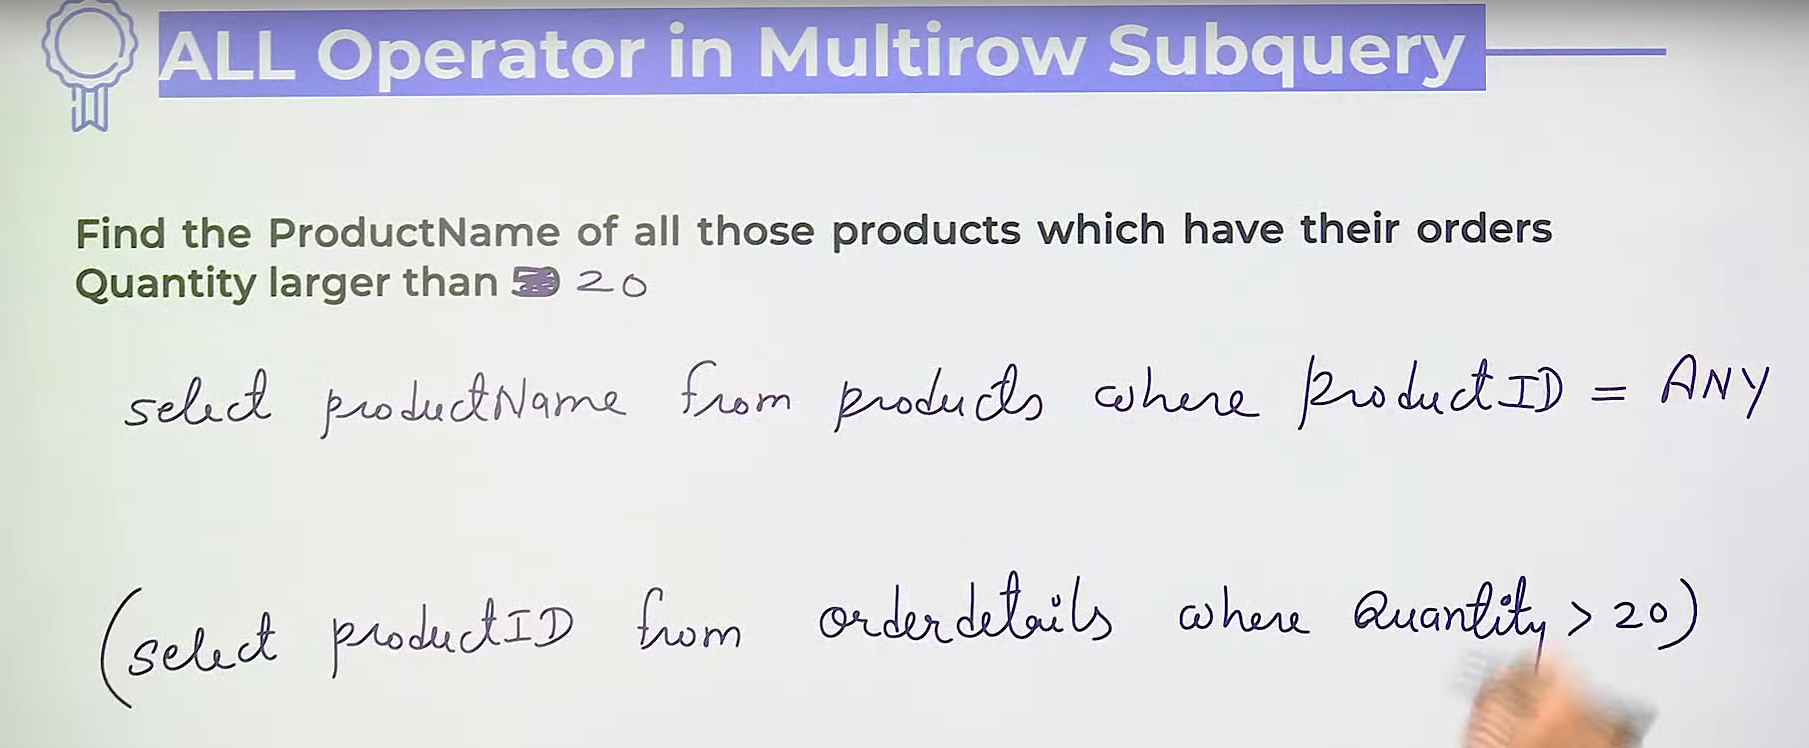 ALL Operator in Multirow Subquery
Find the ProductName of all those products which have their orders
Quantity larger than 20
select productName from products where ProductID = ANY
(select productID from orderdetails where Quantity > 20)